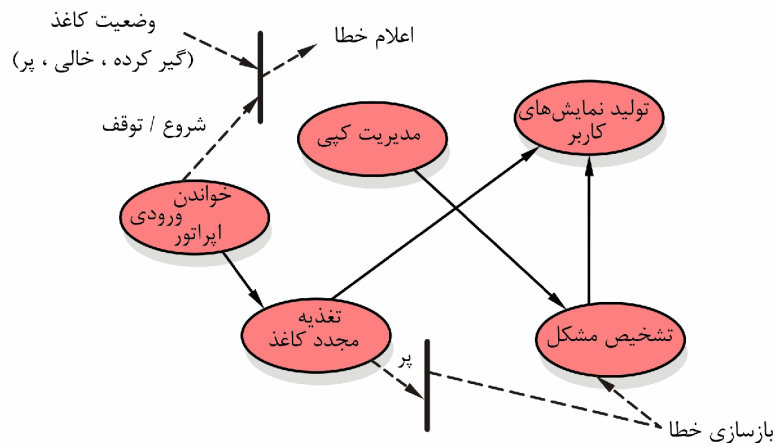 وضعیت کاغذ
(گیر کرده ، خالی ، پر)
اعلام خطا
شروع / توقف
مدیریت کپی
تولید نمایش‌های
کاربر
خواندن
ورودی
اپراتور
تغذیه
مجدد کاغذ
پر
تشخیص مشکل
بازسازی خطا